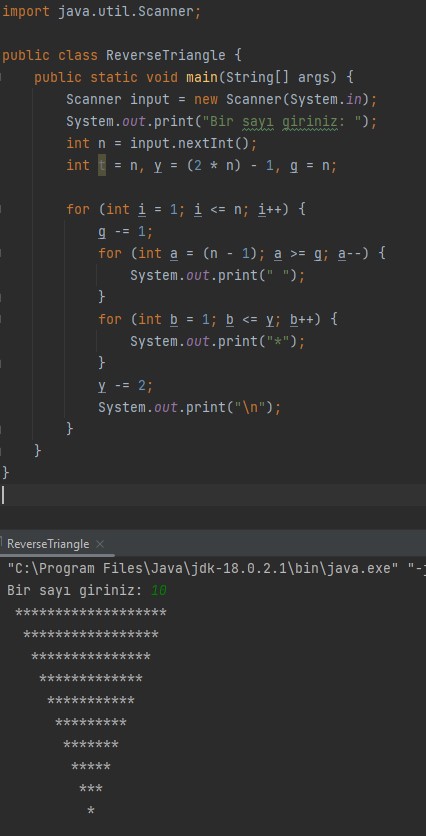 import java.util.Scanner;

public class ReverseTriangle {
    public static void main(String[] args) {
        Scanner input = new Scanner(System.in);
        System.out.print("Bir sayı giriniz: ");
        int n = input.nextInt();
        int t = n, y = (2 * n) - 1, g = n;

        for (int i = 1; i <= n; i++) {
            g -= 1;
            for (int a = (n - 1); a >= g; a--) {
                System.out.print(" ");
            }
            for (int b = 1; b <= y; b++) {
                System.out.print("*");
            }
            y -= 2;
            System.out.print("\n");
        }
    }
}

ReverseTriangle ×
"C:\Program Files\Java\jdk-18.0.2.1\bin\java.exe" "-j
Bir sayı giriniz: 10
 *******************
  *****************
   ***************
    *************
     ***********
      *********
       *******
        *****
         ***
          *